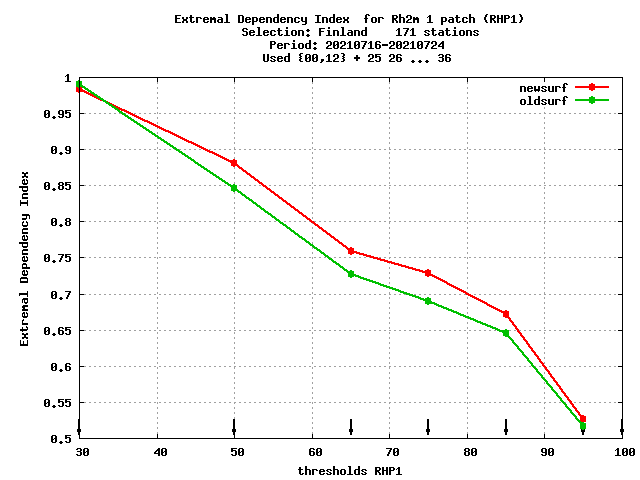 Extremal Dependency Index  for Rh2m 1 patch (RHP1)
Selection: Finland    171 stations
Period: 20210716-20210724
Used {00,12} + 25 26 ... 36
newsurf
oldsurf
Extremal Dependency Index
1
0.95
0.9
0.85
0.8
0.75
0.7
0.65
0.6
0.55
0.5
30 40 50 60 70 80 90 100
thresholds RHP1